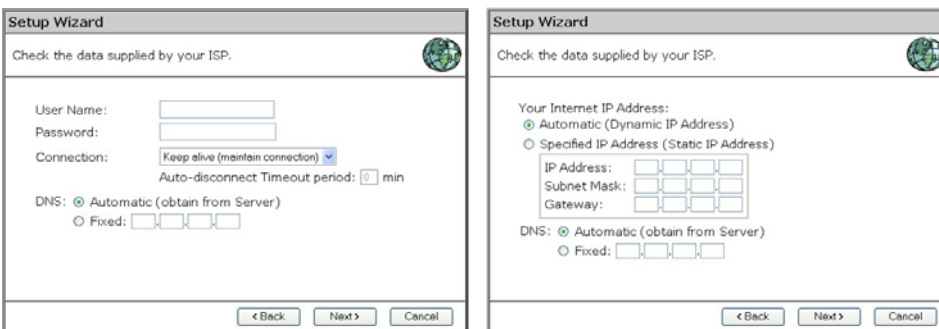 Setup Wizard
Check the data supplied by your ISP.
User Name:
Password:
Connection: Keep alive (maintain connection)
Auto-disconnect Timeout period: 0 min
DNS: Automatic (obtain from Server)
Fixed: . . .
< Back Next > Cancel
Setup Wizard
Check the data supplied by your ISP.
Your Internet IP Address:
Automatic (Dynamic IP Address)
Specified IP Address (Static IP Address)
IP Address: . . .
Subnet Mask: . . .
Gateway: . . .
DNS: Automatic (obtain from Server)
Fixed: . . .
< Back Next > Cancel